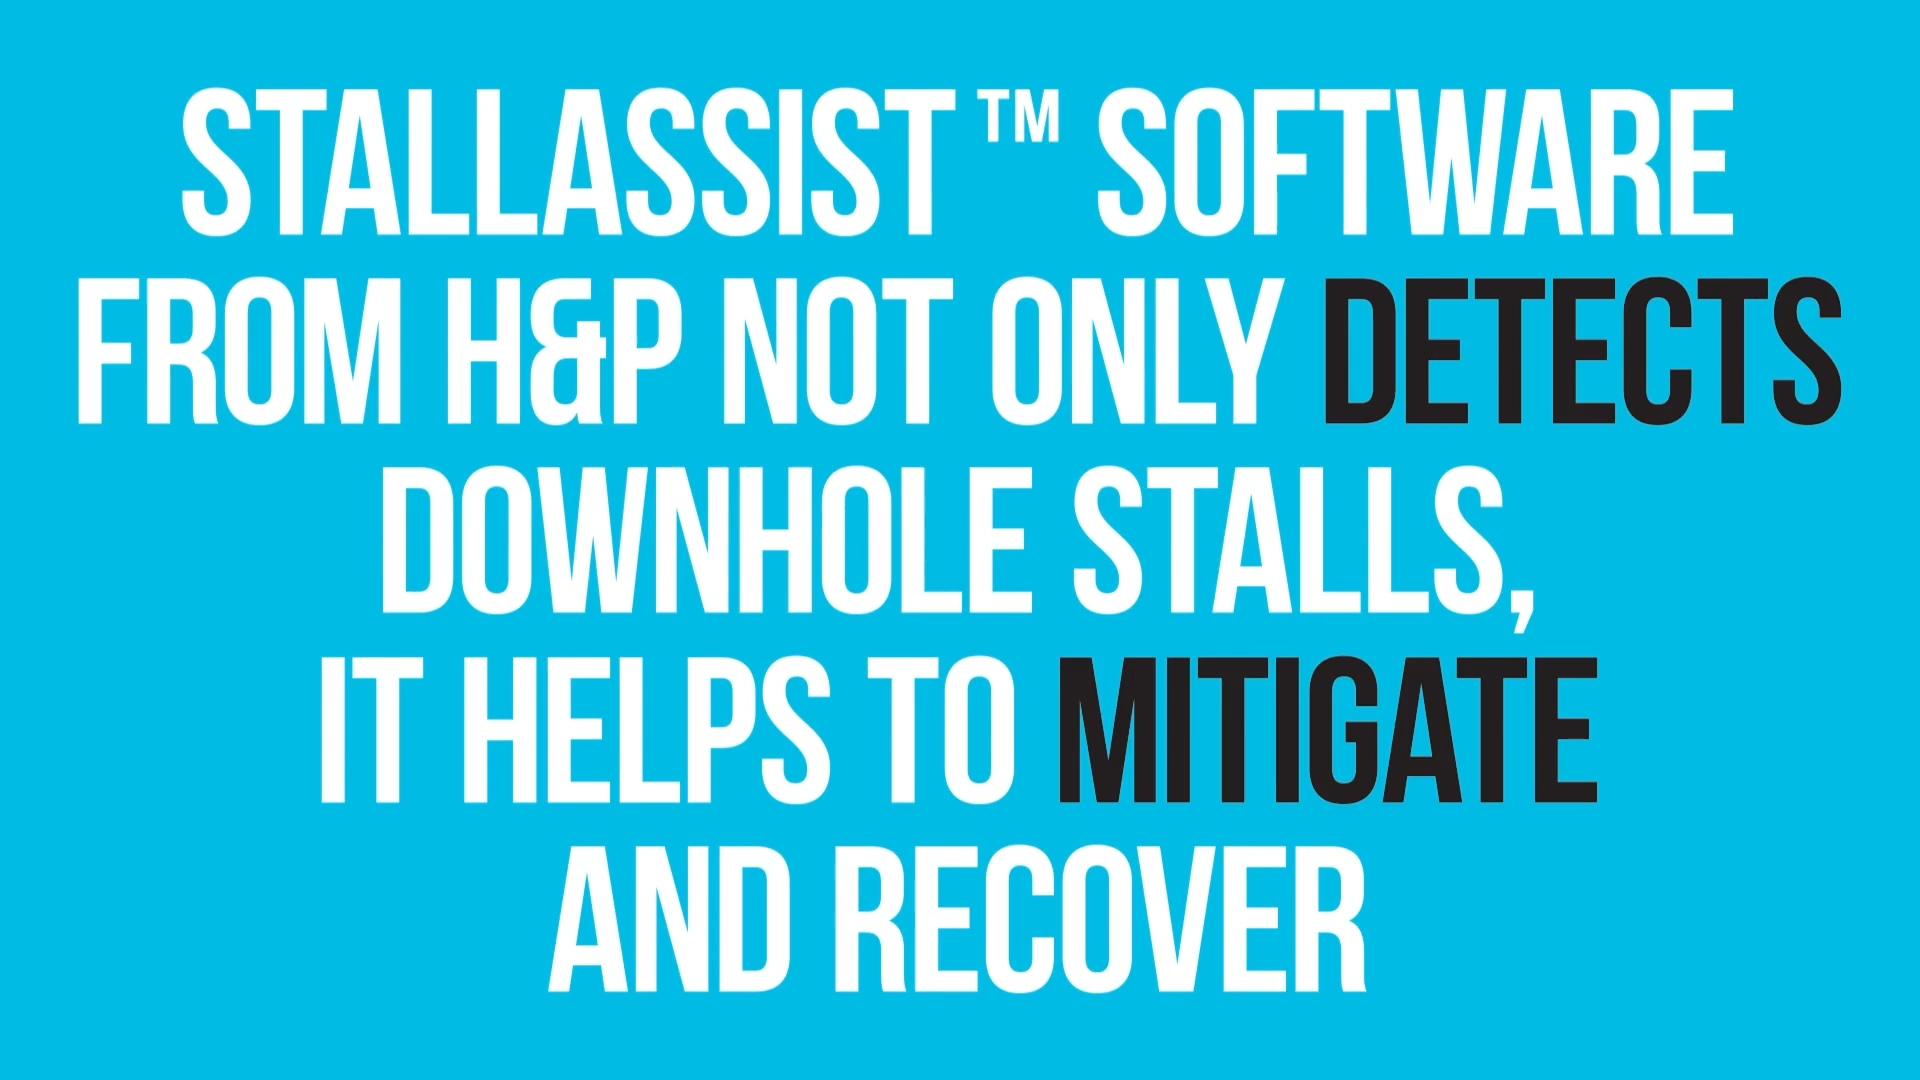 STALLASSIST™ SOFTWARE
FROM H&P NOT ONLY DETECTS
DOWNHOLE STALLS,
IT HELPS TO MITIGATE
AND RECOVER